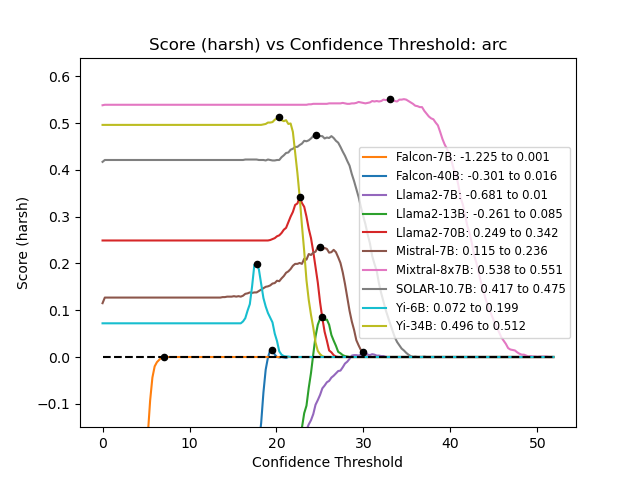 Score (harsh) vs Confidence Threshold: arc
0.6
0.5
0.4
0.3
0.2
0.1
0.0
−0.1
Score (harsh)
Falcon-7B: -1.225 to 0.001
Falcon-40B: -0.301 to 0.016
Llama2-7B: -0.681 to 0.01
Llama2-13B: -0.261 to 0.085
Llama2-70B: 0.249 to 0.342
Mistral-7B: 0.115 to 0.236
Mixtral-8x7B: 0.538 to 0.551
SOLAR-10.7B: 0.417 to 0.475
Yi-6B: 0.072 to 0.199
Yi-34B: 0.496 to 0.512
0 10 20 30 40 50
Confidence Threshold